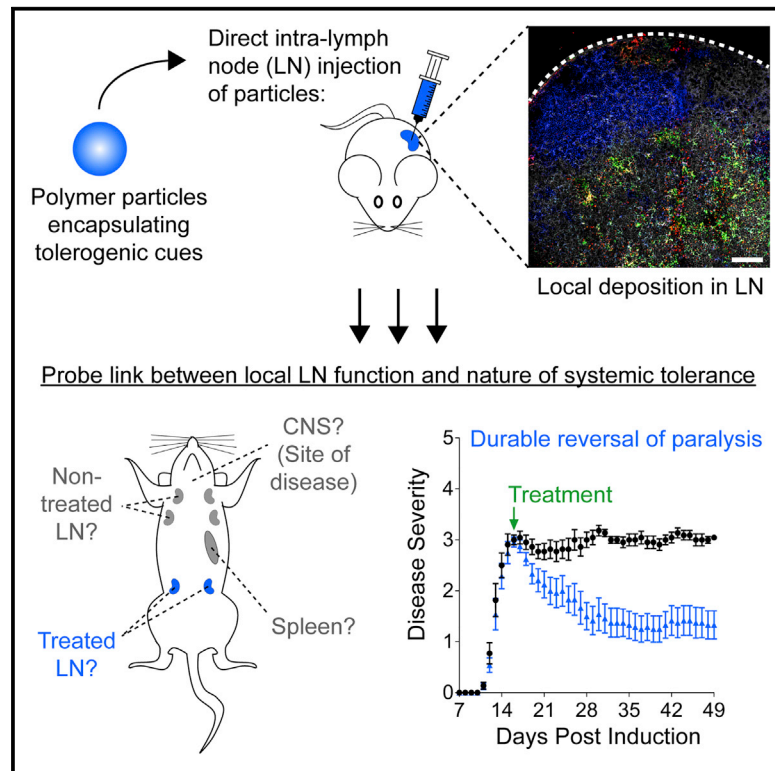 Direct intra-lymph
node (LN) injection
of particles:
Polymer particles
encapsulating
tolerogenic cues
Local deposition in LN
Probe link between local LN function and nature of systemic tolerance
CNS?
(Site of
disease)
Non-
treated
LN?
Treated
LN?
Spleen?
Durable reversal of paralysis
Treatment
Disease Severity
5
4
3
2
1
0
7 14 21 28 35 42 49
Days Post Induction